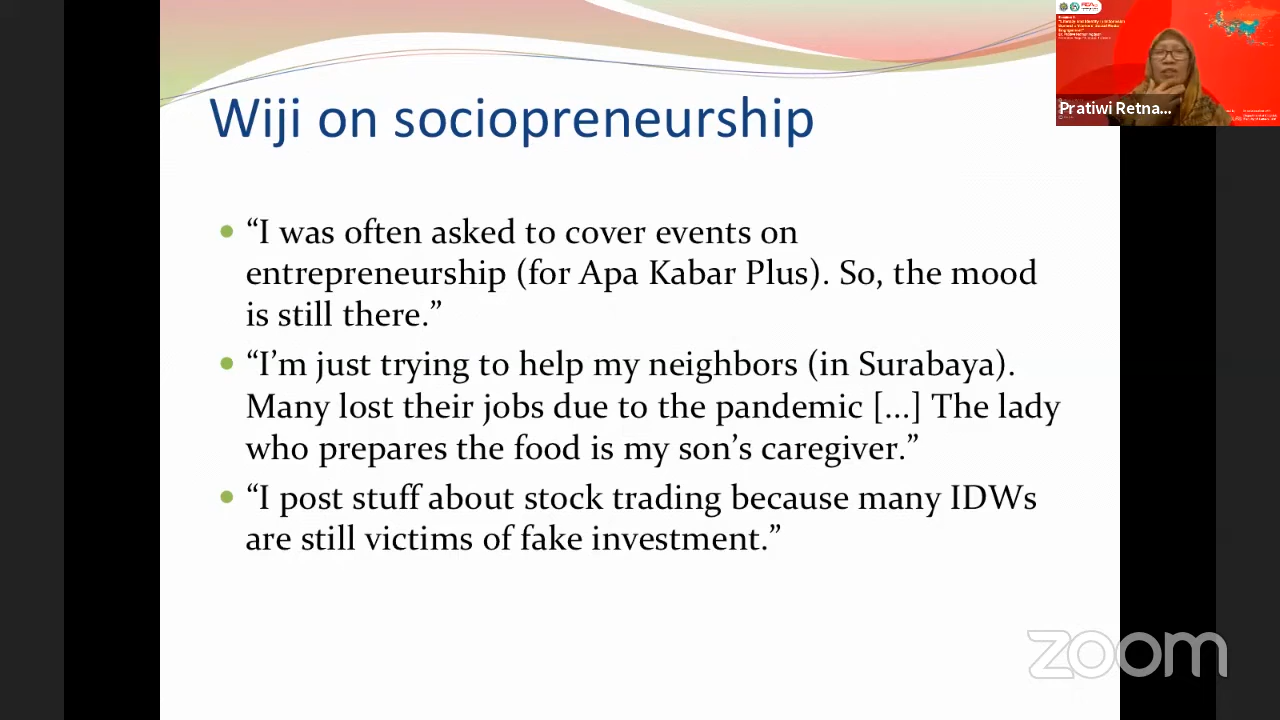 Wiji on sociopreneurship
“I was often asked to cover events on
entrepreneurship (for Apa Kabar Plus). So, the mood
is still there.”
“I’m just trying to help my neighbors (in Surabaya).
Many lost their jobs due to the pandemic [...] The lady
who prepares the food is my son’s caregiver.”
“I post stuff about stock trading because many IDWs
are still victims of fake investment.”
Pratiwi Retna...
zoom